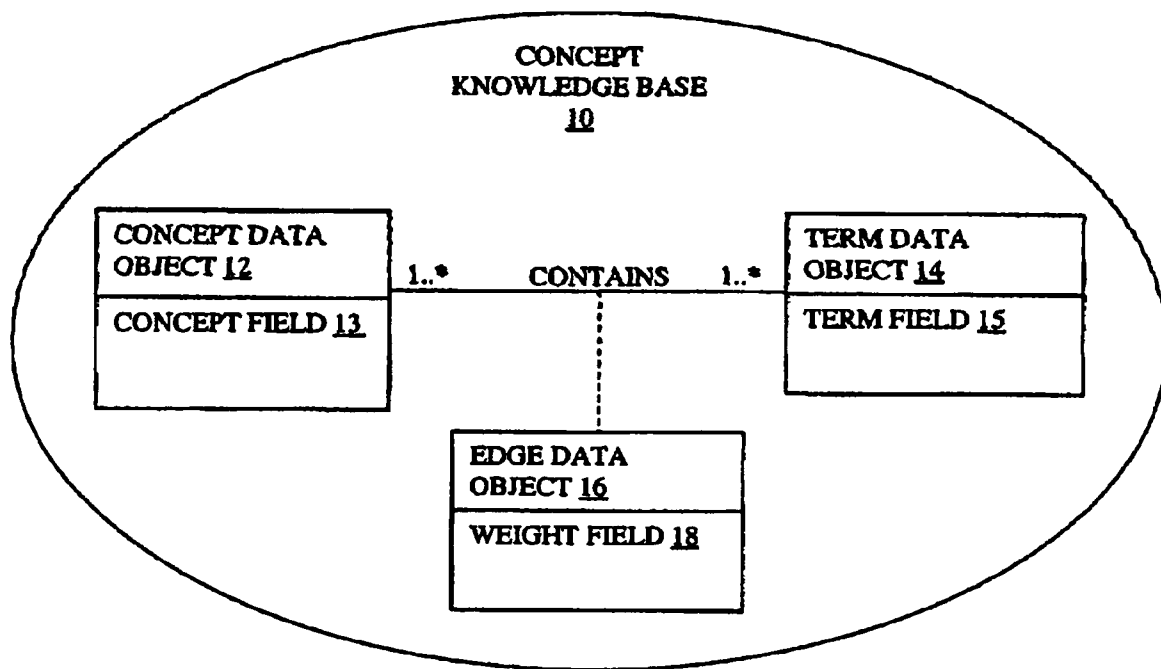 CONCEPT
KNOWLEDGE BASE
10
CONCEPT DATA
OBJECT 12
CONCEPT FIELD 13
1..*
CONTAINS
1..*
TERM DATA
OBJECT 14
TERM FIELD 15
EDGE DATA
OBJECT 16
WEIGHT FIELD 18